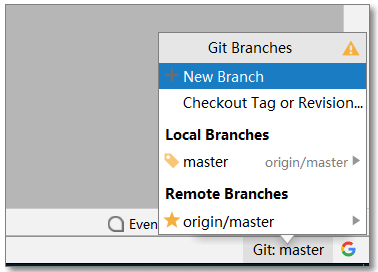 Git Branches
New Branch
Checkout Tag or Revision...
Local Branches
master origin/master
Remote Branches
origin/master
Even
Git: master